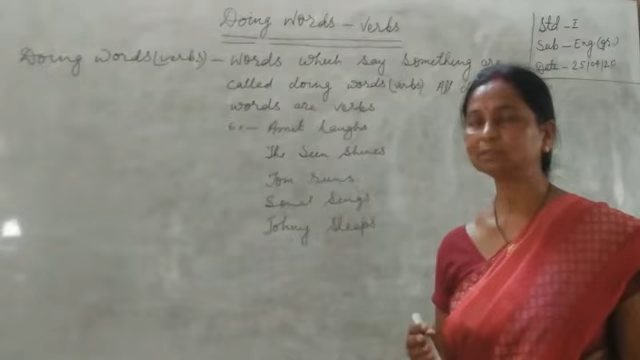 Doing words - Verbs
Std - I
Sub - Eng (gr.)
Date - 25/04/20
Doing words (verbs) - words which say something are
called doing words (verbs) All
words are verbs
Ex - Amit laughs
The Sun Shines
Tom runs
Sonal Sings
Johny Sleeps